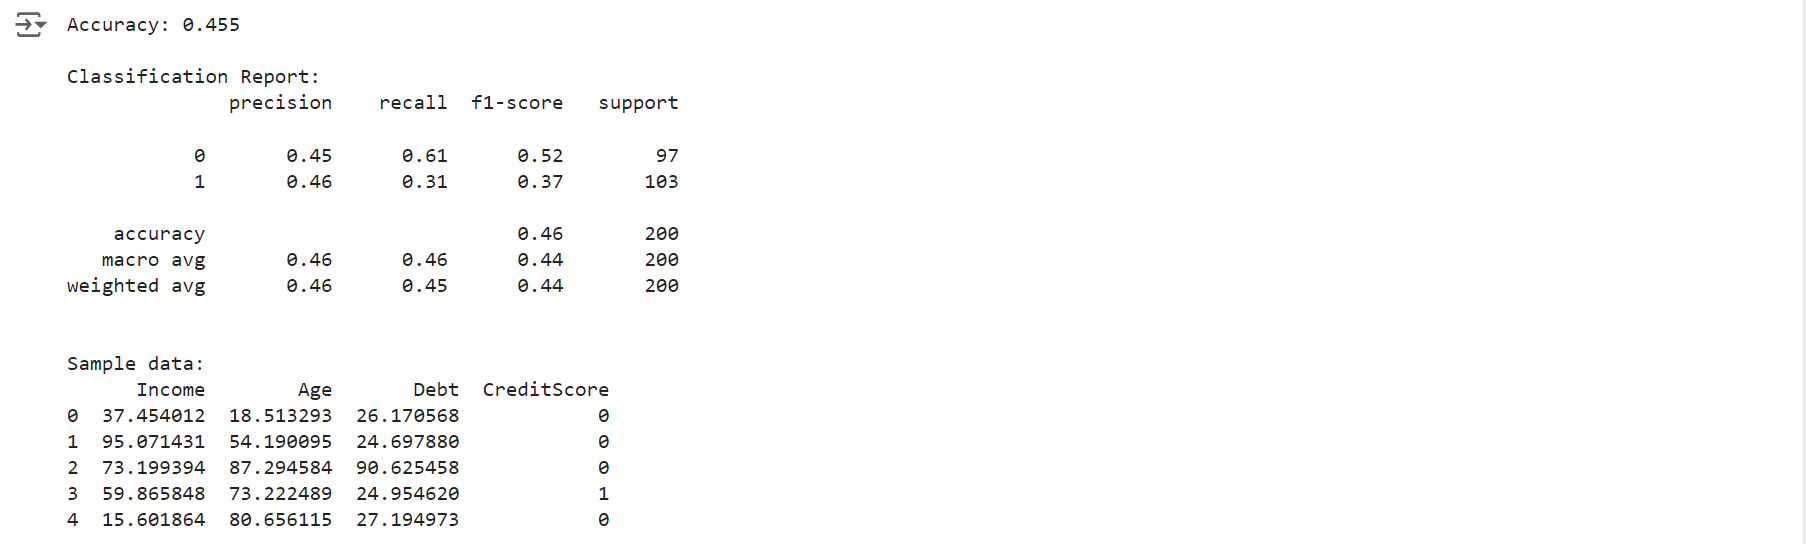 Accuracy: 0.455
Classification Report:
precision recall f1-score support
0 0.45 0.61 0.52 97
1 0.46 0.31 0.37 103
accuracy 0.46 200
macro avg 0.46 0.46 0.44 200
weighted avg 0.46 0.45 0.44 200
Sample data:
Income Age Debt CreditScore
0 37.454012 18.513293 26.170568 0
1 95.071431 54.190095 24.697880 0
2 73.199394 87.294584 90.625458 0
3 59.865848 73.222489 24.954620 1
4 15.601864 80.656115 27.194973 0